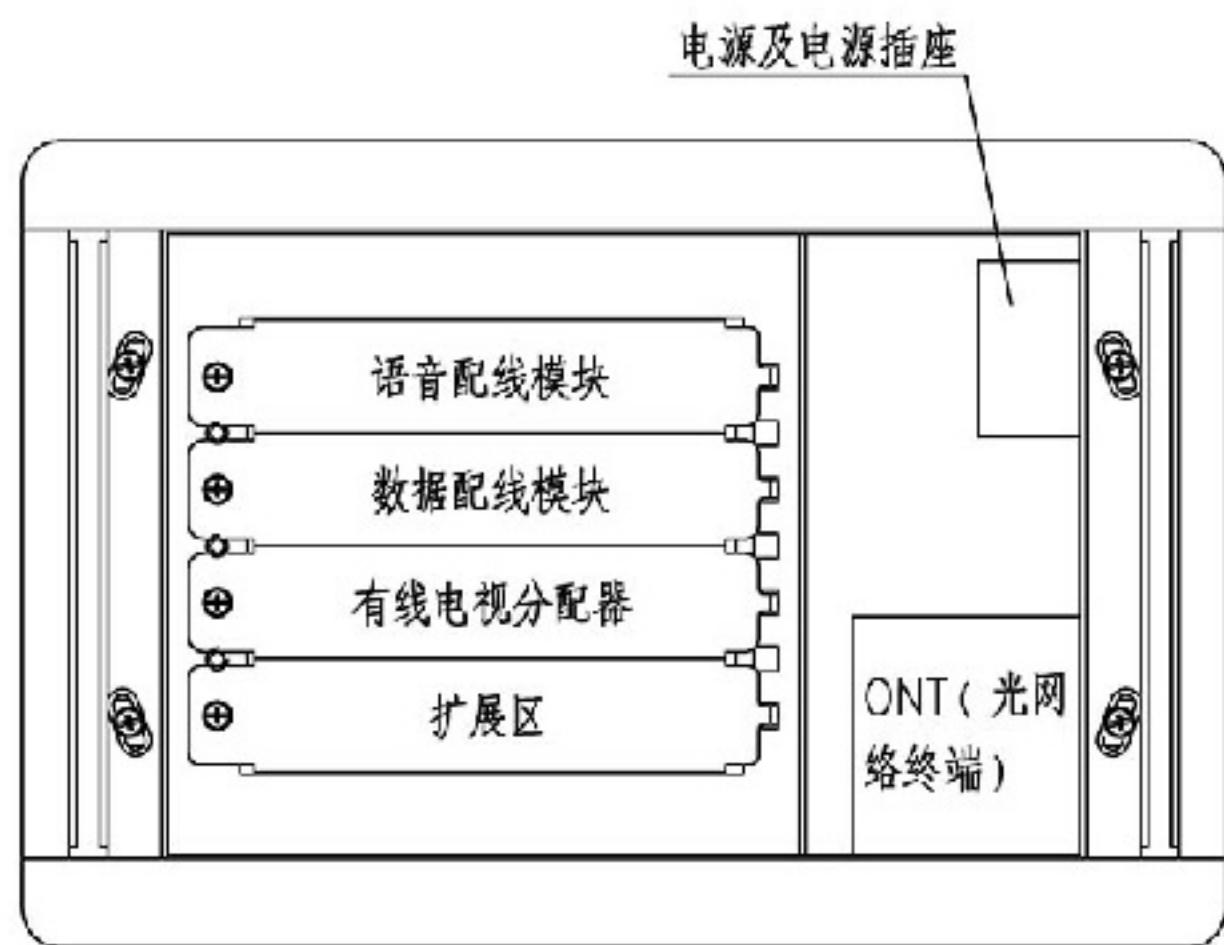 电源及电源插座
语音配线模块
数据配线模块
有线电视分配器
扩展区
ONT(光网
络终端)